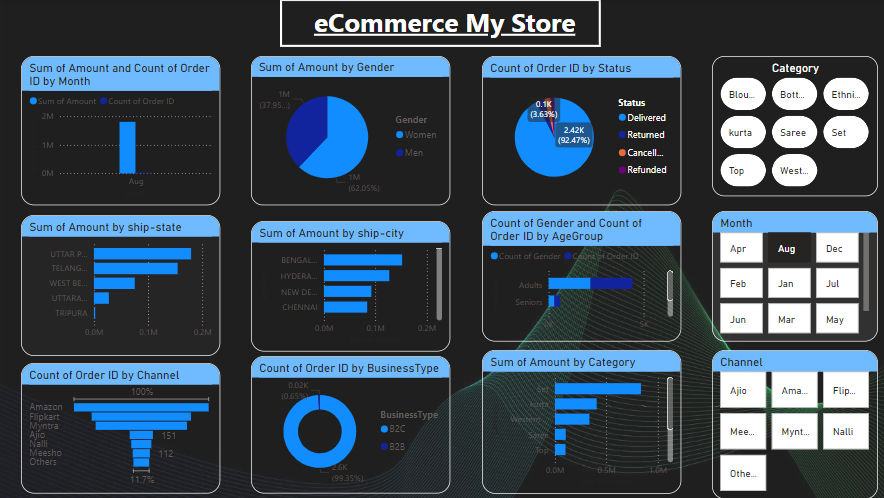 eCommerce My Store
Sum of Amount and Count of Order
ID by Month
Sum of Amount Count of Order ID
2M
1M
0M
Aug
Sum of Amount by Gender
1M
(37.95...
1M
(62.05%)
Gender
Women
Men
Count of Order ID by Status
0.1K
(3.63%)
2.42K
(92.47%)
Status
Delivered
Returned
Cancell...
Refunded
Category
Blou... Bott... Ethni...
kurta Saree Set
Top West...
Sum of Amount by ship-state
UTTAR P...
TELANG...
WEST BE...
UTTARA...
TRIPURA
0.0M 0.1M 0.2M
Sum of Amount by ship-city
BENGAL...
HYDERA...
NEW DE...
CHENNAI
0.0M 0.1M 0.2M
Count of Gender and Count of
Order ID by AgeGroup
Count of Gender Count of Order ID
Adults
Seniors
0K 5K
Month
Apr Aug Dec
Feb Jan Jul
Jun Mar May
Count of Order ID by Channel
100%
Amazon
Flipkart
Myntra
Ajio 151
Nalli
Meesho 112
Others
11.7%
Count of Order ID by BusinessType
0.02K
(0.65%)
2.6K
(99.35%)
BusinessType
B2C
B2B
Sum of Amount by Category
Set
kurta
Western...
Saree
Top
0.0M 0.5M 1.0M
Channel
Ajio Ama... Flip...
Mee... Mynt... Nalli
Othe...